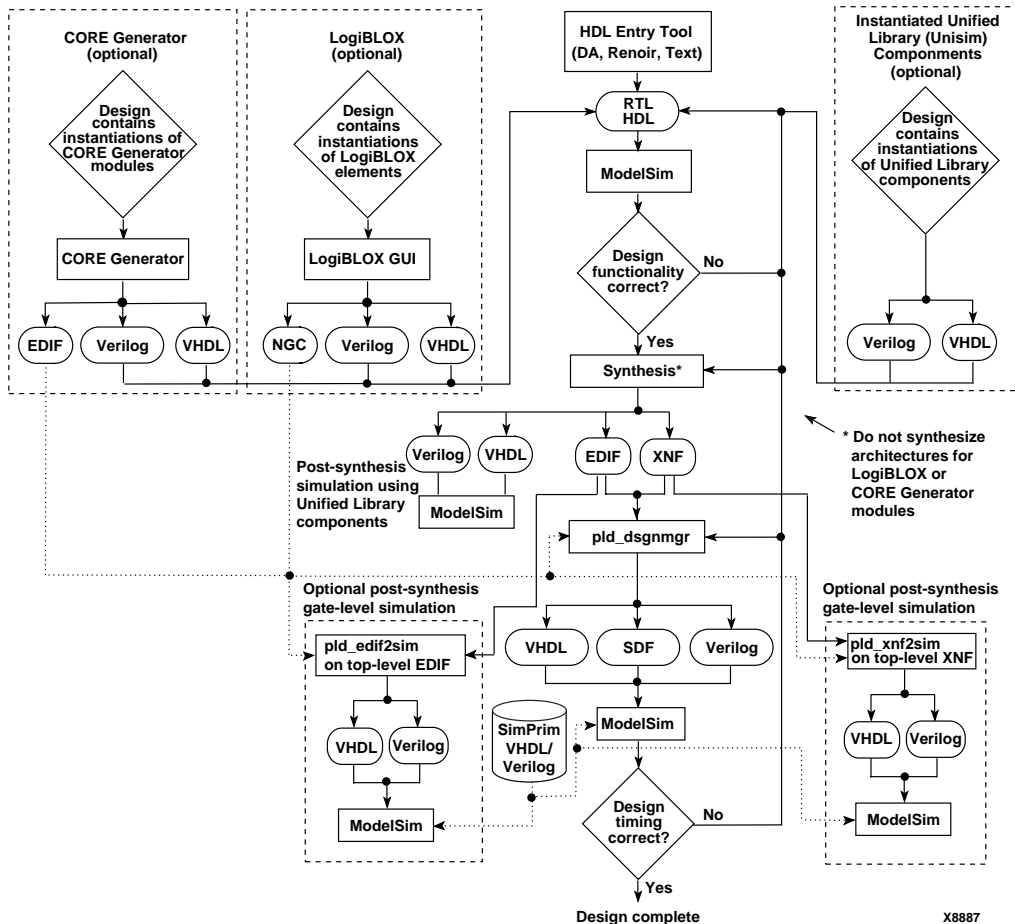 CORE Generator
(optional)
Design
contains
instantiations of
CORE Generator
modules
CORE Generator
EDIF
Verilog
VHDL
LogiBLOX
(optional)
Design
contains
instantiations
of LogiBLOX
elements
LogiBLOX GUI
NGC
Verilog
VHDL
HDL Entry Tool
(DA, Renoir, Text)
RTL
HDL
ModelSim
Design
functionality
correct?
No
Yes
Synthesis*
Instantiated Unified
Library (Unisim)
Componments
(optional)
Design
contains
instantiations
of Unified Library
components
Verilog
VHDL
* Do not synthesize
architectures for
LogiBLOX or
CORE Generator
modules
Verilog
VHDL
EDIF
XNF
Post-synthesis
simulation using
Unified Library
components
ModelSim
pld_dsgnmgr
Optional post-synthesis
gate-level simulation
pld_edif2sim
on top-level EDIF
VHDL
Verilog
ModelSim
VHDL
SDF
Verilog
SimPrim
VHDL/
Verilog
ModelSim
Design
timing
correct?
No
Yes
Design complete
Optional post-synthesis
gate-level simulation
pld_xnf2sim
on top-level XNF
VHDL
Verilog
ModelSim
X8887